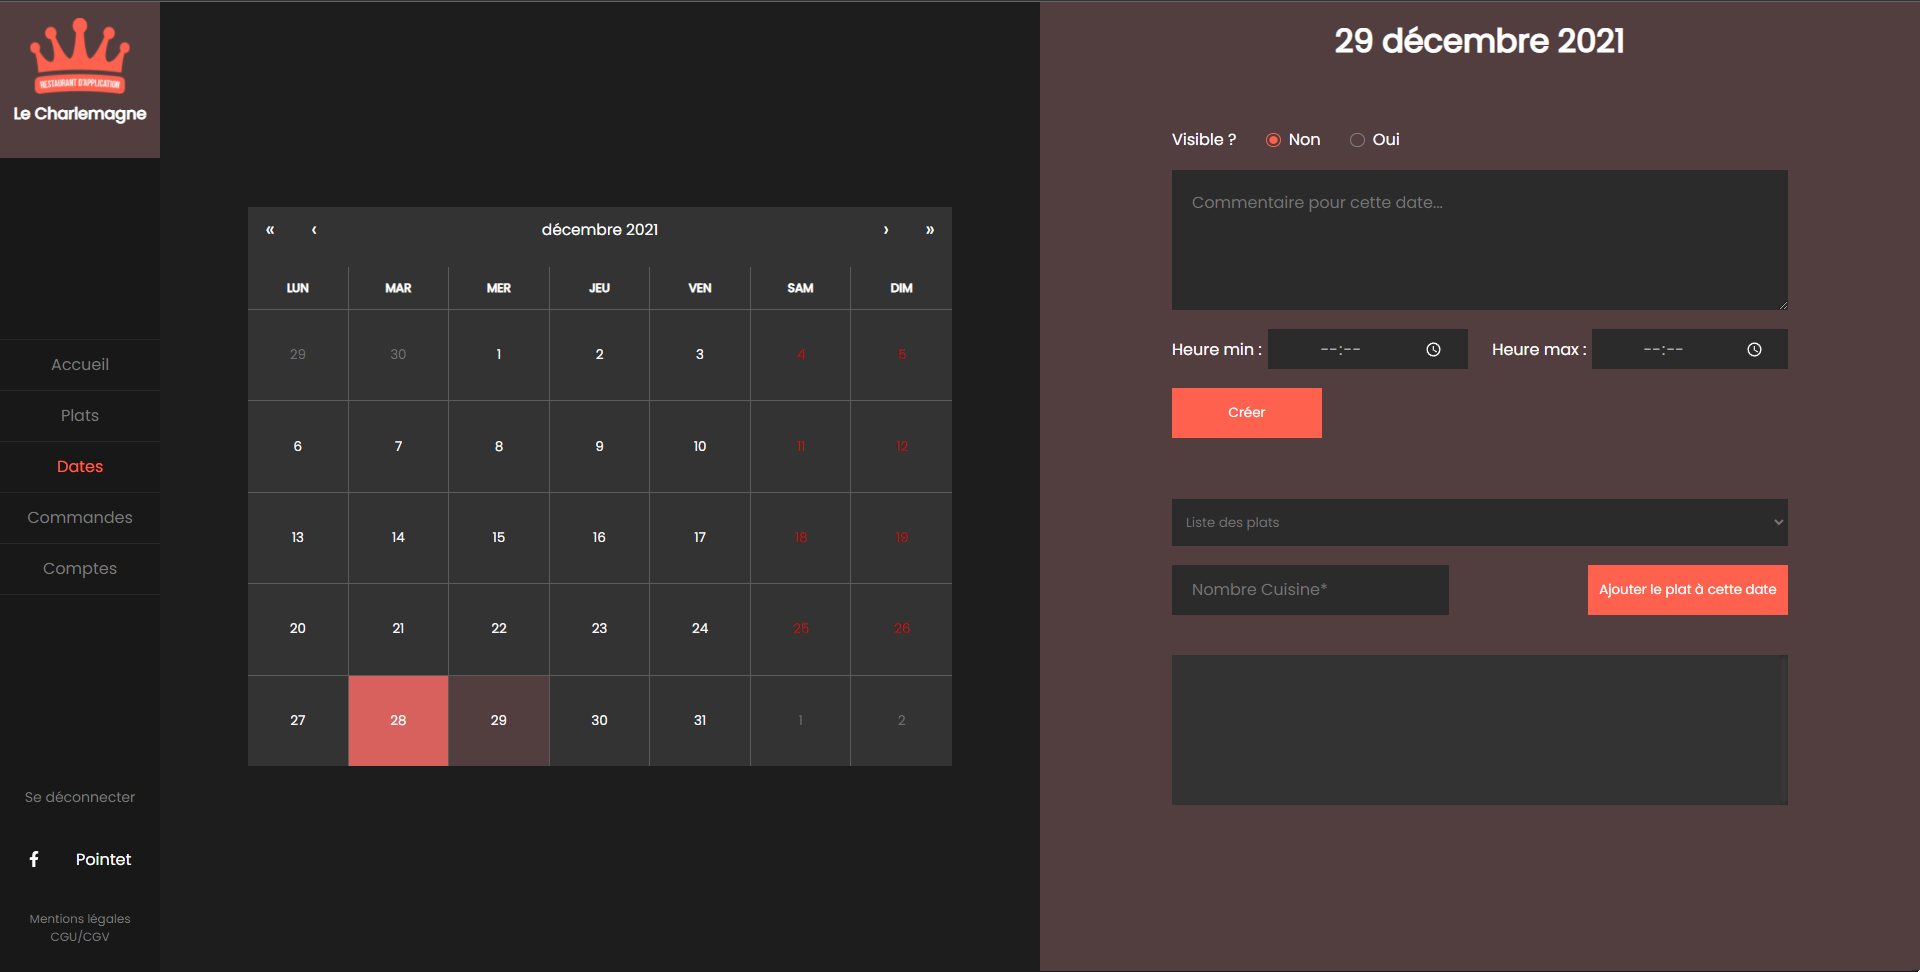 RESTAURANT D'APPLICATION
Le Charlemagne
Accueil
Plats
Dates
Commandes
Comptes
Se déconnecter
Pointet
Mentions légales
CGU/CGV
« ‹ décembre 2021 › »
LUN MAR MER JEU VEN SAM DIM
29 30 1 2 3 4 5
6 7 8 9 10 11 12
13 14 15 16 17 18 19
20 21 22 23 24 25 26
27 28 29 30 31 1 2
29 décembre 2021
Visible ? Non Oui
Commentaire pour cette date...
Heure min : --:-- Heure max : --:--
Créer
Liste des plats
Nombre Cuisine* Ajouter le plat à cette date